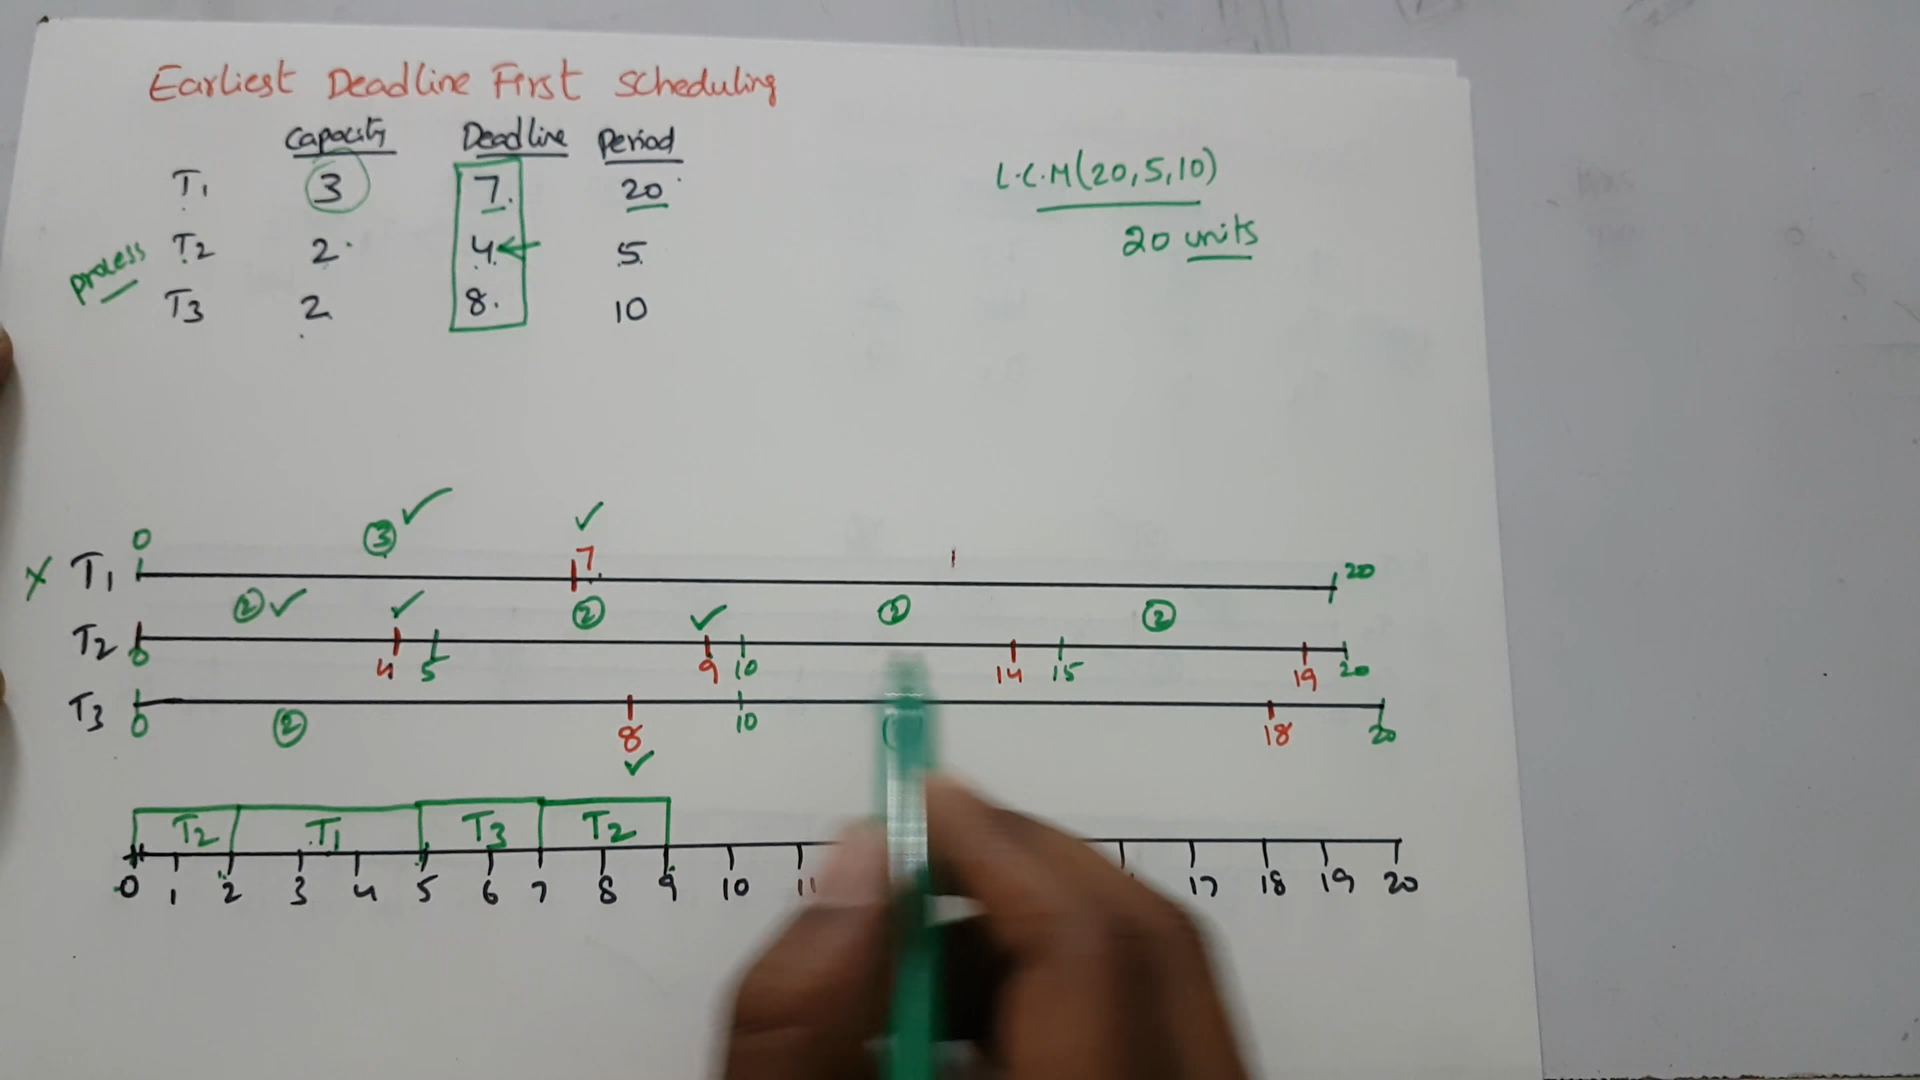 Earliest Deadline First Scheduling
Capacity Deadline Period
T1 3 7. 20
L.C.M(20,5,10)
20 units
process
T2 2 4. 5
T3 2 8. 10
3 ✓ ✓
0 7 20
X T1
2 ✓ ✓ 2 ✓ 2 2
T2 0 4 5 9 10 14 15 19 20
T3 0 2 8 10 18 20
✓
T2 T1 T3 T2
0 1 2 3 4 5 6 7 8 9 10 11 17 18 19 20